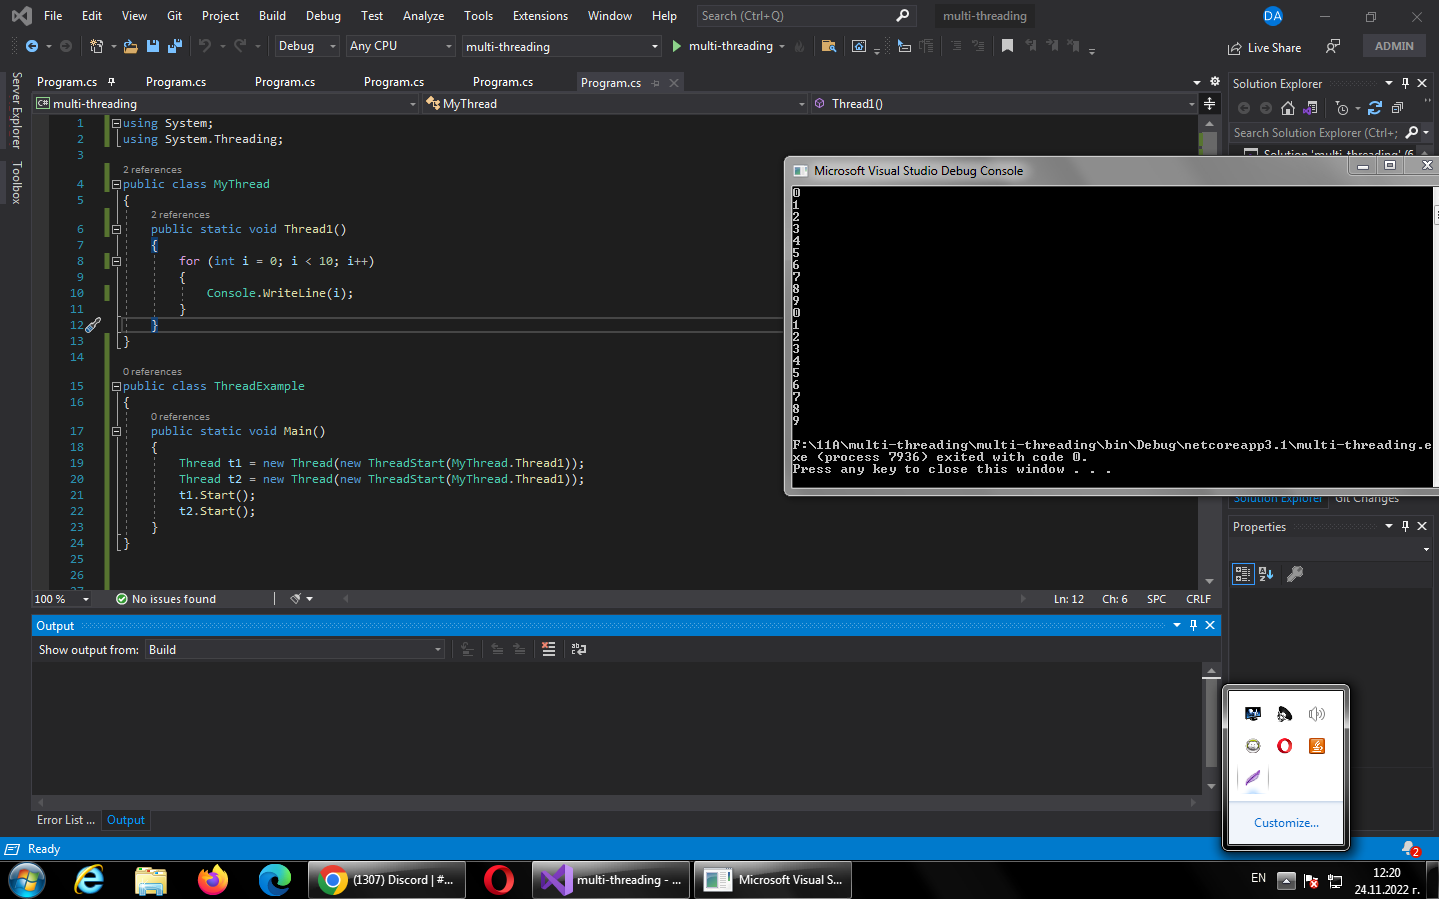 File Edit View Git Project Build Debug Test Analyze Tools Extensions Window Help Search (Ctrl+Q) multi-threading DA
Debug Any CPU multi-threading multi-threading Live Share ADMIN
Server Explorer
Toolbox
Program.cs Program.cs Program.cs Program.cs Program.cs Program.cs
C# multi-threading MyThread Thread1()
1 using System;
2 using System.Threading;
3
2 references
4 public class MyThread
5 {
2 references
6 public static void Thread1()
7 {
8 for (int i = 0; i < 10; i++)
9 {
10 Console.WriteLine(i);
11 }
12 }
13 }
14
0 references
15 public class ThreadExample
16 {
0 references
17 public static void Main()
18 {
19 Thread t1 = new Thread(new ThreadStart(MyThread.Thread1));
20 Thread t2 = new Thread(new ThreadStart(MyThread.Thread1));
21 t1.Start();
22 t2.Start();
23 }
24 }
25
26
100 % No issues found Ln: 12 Ch: 6 SPC CRLF
Solution Explorer
Search Solution Explorer (Ctrl+;
Solution 'multi-threading' (6
Microsoft Visual Studio Debug Console
0
1
2
3
4
5
6
7
8
9
0
1
2
3
4
5
6
7
8
9
F:\11A\multi-threading\multi-threading\bin\Debug\netcoreapp3.1\multi-threading.e
xe (process 7936) exited with code 0.
Press any key to close this window . . .
Solution Explorer Git Changes
Properties
Output
Show output from: Build
Error List ... Output
Customize...
Ready 2
(1307) Discord | #... multi-threading - ... Microsoft Visual S... EN 12:20
24.11.2022 г.